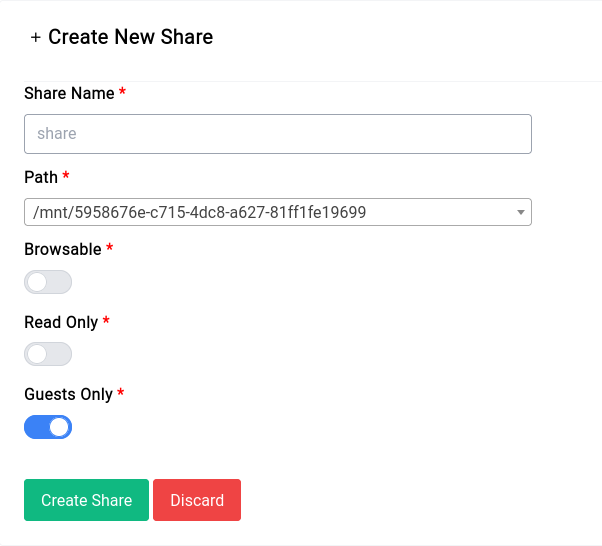 + Create New Share
Share Name *
share
Path *
/mnt/5958676e-c715-4dc8-a627-81ff1fe19699
Browsable *
Read Only *
Guests Only *
Create Share Discard